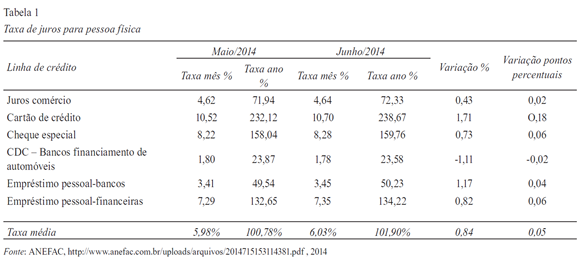 Tabela 1
Taxa de juros para pessoa física
Linha de crédito Maio/2014 Junho/2014 Variação % Variação pontos percentuais
Taxa mês % Taxa ano % Taxa mês % Taxa ano %
Juros comércio 4,62 71,94 4,64 72,33 0,43 0,02
Cartão de crédito 10,52 232,12 10,70 238,67 1,71 O,18
Cheque especial 8,22 158,04 8,28 159,76 0,73 0,06
CDC – Bancos financiamento de automóveis 1,80 23,87 1,78 23,58 -1,11 -0,02
Empréstimo pessoal-bancos 3,41 49,54 3,45 50,23 1,17 0,04
Empréstimo pessoal-financeiras 7,29 132,65 7,35 134,22 0,82 0,06
Taxa média 5,98% 100,78% 6,03% 101,90% 0,84 0,05
Fonte: ANEFAC, http://www.anefac.com.br/uploads/arquivos/2014715153114381.pdf , 2014